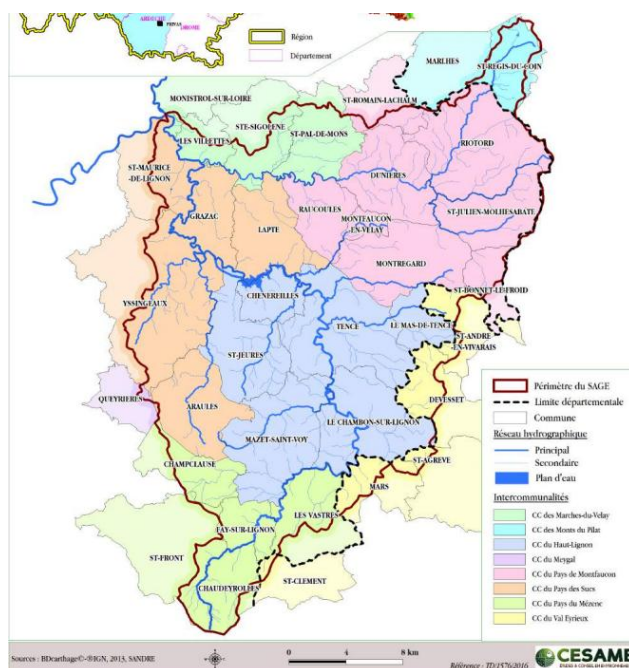 ARDECHE
PRIVAS
DROME
Région
Département
MARLHES
ST-REGIS-DU-COIN
MONISTROL-SUR-LOIRE
ST-ROMAIN-LACHALM
STE-SIGOLENE
ST-PAL-DE-MONS
LES VILLETTES
RIOTORD
ST-MAURICE
-DE-LIGNON
DUNIERES
GRAZAC
RAUCOULES
ST-JULIEN-MOLHESABATE
MONTFAUCON
-EN-VELAY
LAPTE
MONTREGARD
ST-BONNET-LE-FROID
YSSINGEAUX
CHENEREILLES
TENCE
LE MAS-DE-TENCE
ST-ANDRE
-EN-VIVARAIS
ST-JEURES
QUEYRIERES
ARAULES
DEVESSET
LE CHAMBON-SUR-LIGNON
MAZET-SAINT-VOY
CHAMPCLAUSE
ST-AGREVE
MARS
LES VASTRES
FAY-SUR-LIGNON
ST-FRONT
CHAUDEYROLLES
ST-CLEMENT
Périmètre du SAGE
Limite départementale
Commune
Réseau hydrographique
Principal
Secondaire
Plan d'eau
Intercommunalités
CC des Marches-du-Velay
CC des Monts du Pilat
CC du Haut-Lignon
CC du Meygal
CC du Pays de Montfaucon
CC du Pays des Sucs
CC du Pays du Mézenc
CC du Val Eyrieux
Sources : BDcarthage©-®IGN, 2013, SANDRE
0 4 8 km
Référence : TD/1576/2016
CESAME